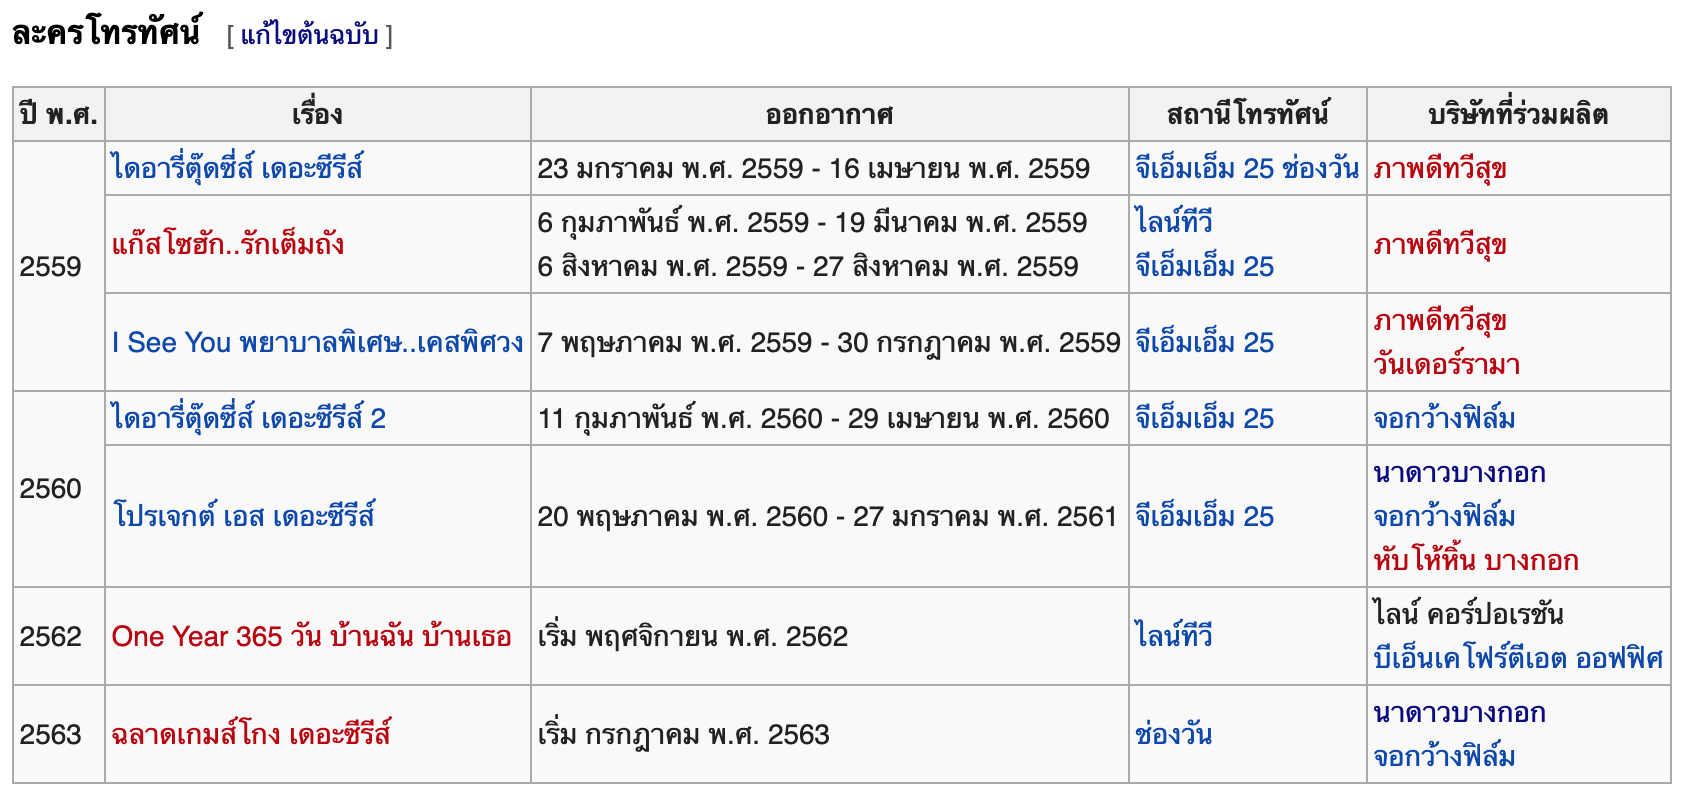 ละครโทรทัศน์ [ แก้ไขต้นฉบับ ]
ปี พ.ศ. เรื่อง ออกอากาศ สถานีโทรทัศน์ บริษัทที่ร่วมผลิต
2559
ไดอารี่ตุ๊ดซี่ส์ เดอะซีรีส์ 23 มกราคม พ.ศ. 2559 - 16 เมษายน พ.ศ. 2559 จีเอ็มเอ็ม 25 ช่องวัน ภาพดีทวีสุข
แก๊สโซฮัก..รักเต็มถัง
6 กุมภาพันธ์ พ.ศ. 2559 - 19 มีนาคม พ.ศ. 2559
6 สิงหาคม พ.ศ. 2559 - 27 สิงหาคม พ.ศ. 2559
ไลน์ทีวี
จีเอ็มเอ็ม 25
ภาพดีทวีสุข
I See You พยาบาลพิเศษ..เคสพิศวง 7 พฤษภาคม พ.ศ. 2559 - 30 กรกฎาคม พ.ศ. 2559 จีเอ็มเอ็ม 25
ภาพดีทวีสุข
วันเดอร์รามา
2560
ไดอารี่ตุ๊ดซี่ส์ เดอะซีรีส์ 2 11 กุมภาพันธ์ พ.ศ. 2560 - 29 เมษายน พ.ศ. 2560 จีเอ็มเอ็ม 25 จอกว้างฟิล์ม
โปรเจกต์ เอส เดอะซีรีส์ 20 พฤษภาคม พ.ศ. 2560 - 27 มกราคม พ.ศ. 2561 จีเอ็มเอ็ม 25
นาดาวบางกอก
จอกว้างฟิล์ม
หับโห้หิ้น บางกอก
2562 One Year 365 วัน บ้านฉัน บ้านเธอ เริ่ม พฤศจิกายน พ.ศ. 2562 ไลน์ทีวี
ไลน์ คอร์ปอเรชัน
บีเอ็นเคโฟร์ตีเอต ออฟฟิศ
2563 ฉลาดเกมส์โกง เดอะซีรีส์ เริ่ม กรกฎาคม พ.ศ. 2563 ช่องวัน
นาดาวบางกอก
จอกว้างฟิล์ม